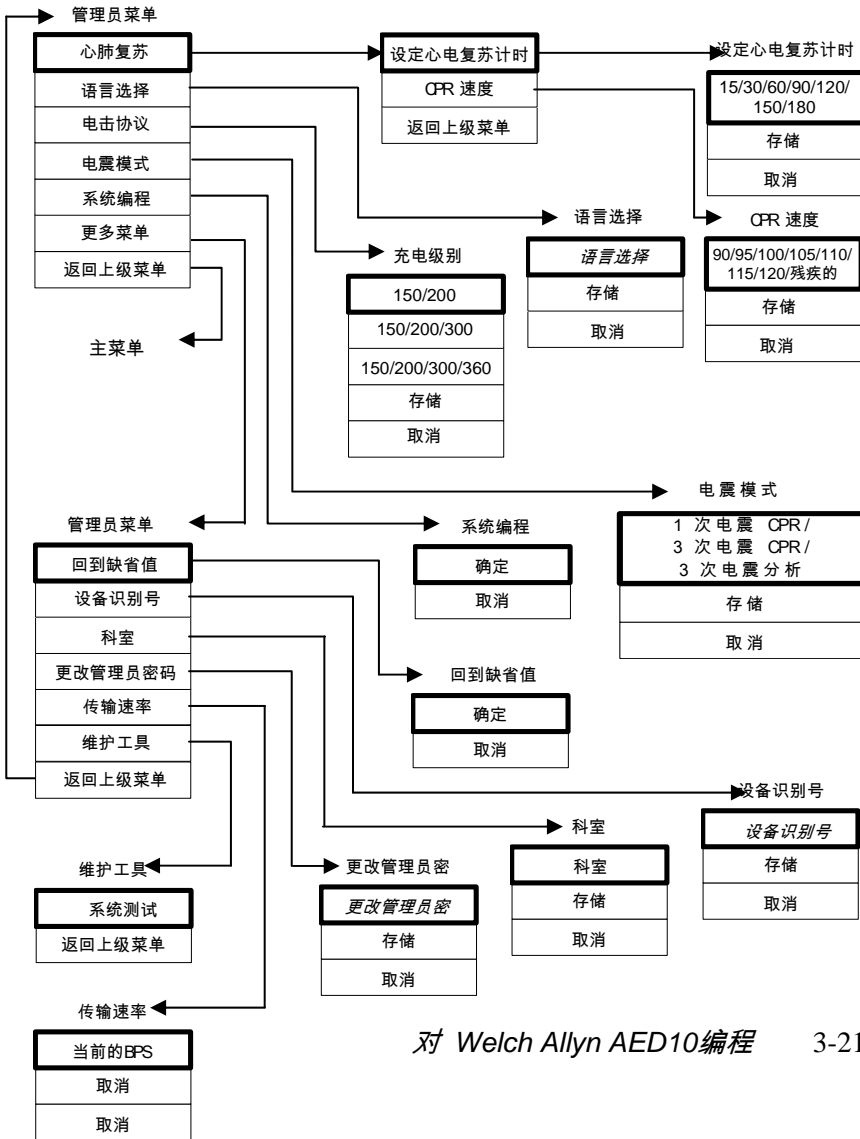 管理员菜单
心肺复苏
语言选择
电击协议
电震模式
系统编程
更多菜单
返回上级菜单
主菜单
设定心电复苏计时
CPR 速度
返回上级菜单
设定心电复苏计时
15/30/60/90/120/
150/180
存储
取消
CPR 速度
90/95/100/105/110/
115/120/残疾的
存储
取消
语言选择
语言选择
存储
取消
充电级别
150/200
150/200/300
150/200/300/360
存储
取消
电震模式
1 次电震 CPR/
3 次电震 CPR/
3 次电震分析
存储
取消
系统编程
确定
取消
管理员菜单
回到缺省值
设备识别号
科室
更改管理员密码
传输速率
维护工具
返回上级菜单
回到缺省值
确定
取消
设备识别号
设备识别号
存储
取消
科室
科室
存储
取消
更改管理员密
更改管理员密
存储
取消
维护工具
系统测试
返回上级菜单
传输速率
当前的BPS
取消
取消
对 Welch Allyn AED10编程 3-21